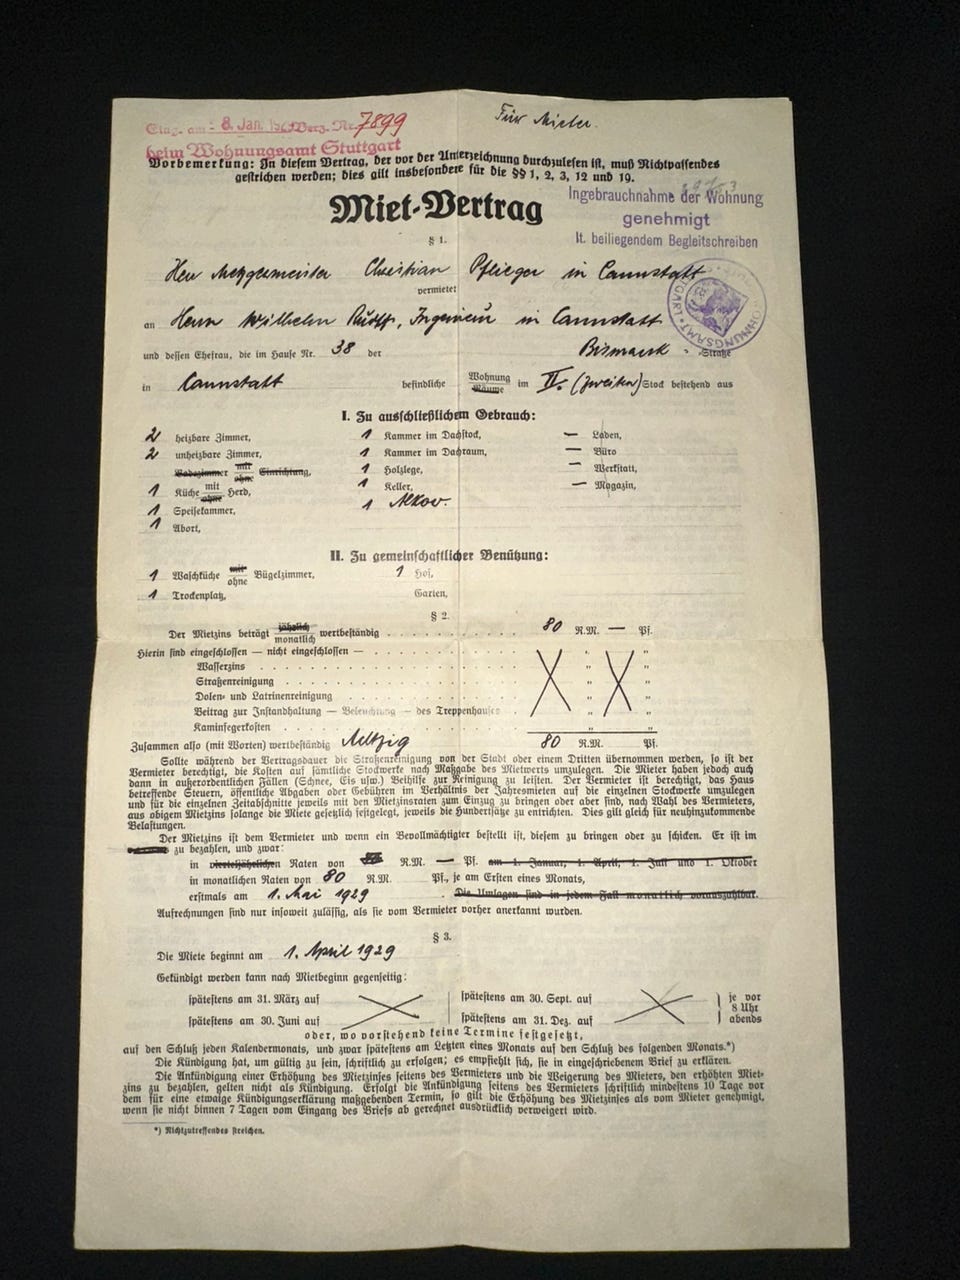 Eing. am - 8. Jan. Verz. Nr. 7899
beim Wohnungsamt Stuttgart
Für Mieter.
Vorbemerkung: In diesem Vertrag, der vor der Unterzeichnung durchzulesen ist, muß Nichtpassendes
gestrichen werden; dies gilt insbesondere für die §§ 1, 2, 3, 12 und 19.
Miet-Vertrag
Ingebrauchnahme der Wohnung
genehmigt
lt. beiliegendem Begleitschreiben
§ 1.
Herr Metzgermeister Christian Pflieger in Cannstatt
vermietet
WOHNUNGSAMT STUTTGART
an Herrn Wilhelm , Ingenieur in Cannstatt
und dessen Ehefrau, die im Hause Nr. 38 der Bismarck - Straße
in Cannstatt befindliche Wohnung Räume im II. (zweiten) Stock bestehend aus
I. Zu ausschließlichem Gebrauch:
2 heizbare Zimmer, 1 Kammer im Dachstock, — Laden,
2 unheizbare Zimmer, 1 Kammer im Dachraum, — Büro
Badezimmer mit ohne Einrichtung, 1 Holzlege, — Werkstatt,
1 Küche mit ohne Herd, 1 Keller, — Magazin,
1 Speisekammer, 1 Alkov.
1 Abort,
II. Zu gemeinschaftlicher Benützung:
1 Waschküche mit ohne Bügelzimmer, 1 Hof,
1 Trockenplatz, Garten,
§ 2.
Der Mietzins beträgt jährlich monatlich wertbeständig . . . . . . . . . . 80 R.M. — Pf.
Hierin sind eingeschlossen — nicht eingeschlossen — . . . . . . . . . . „ „
Wasserzins . . . . . . . . . . „ „
Straßenreinigung . . . . . . . . . . „ „
Dolen- und Latrinenreinigung . . . . . . . . . . „ „
Beitrag zur Instandhaltung — Beleuchtung — des Treppenhauses . „ „
Kaminfegerkosten . . . . . . . . . . „ „
Zusammen also (mit Worten) wertbeständig Achtzig 80 R.M. Pf.
Sollte während der Vertragsdauer die Straßenreinigung von der Stadt oder einem Dritten übernommen werden, so ist der
Vermieter berechtigt, die Kosten auf sämtliche Stockwerke nach Maßgabe des Mietwerts umzulegen. Die Mieter haben jedoch auch
dann in außerordentlichen Fällen (Schnee, Eis usw.) Beihilfe zur Reinigung zu leisten. Der Vermieter ist berechtigt, das Haus
betreffende Steuern, öffentliche Abgaben oder Gebühren im Verhältnis der Jahresmieten auf die einzelnen Stockwerke umzulegen
und für die einzelnen Zeitabschnitte jeweils mit den Mietzinsraten zum Einzug zu bringen oder aber sind, nach Wahl des Vermieters,
aus obigem Mietzins solange die Miete gesetzlich festgelegt, jeweils die Hundertsätze zu entrichten. Dies gilt gleich für neuhinzukommende
Belastungen.
Der Mietzins ist dem Vermieter und wenn ein Bevollmächtigter bestellt ist, diesem zu bringen oder zu schicken. Er ist im
zu bezahlen, und zwar:
in vierteljährlichen Raten von R.M. — Pf. am 1. Januar, 1. April, 1. Juli und 1. Oktober
in monatlichen Raten von 80 R.M. Pf., je am Ersten eines Monats,
erstmals am 1. Mai 1929 . Die Umlagen sind in jedem Fall monatlich vorauszahlbar.
Aufrechnungen sind nur insoweit zulässig, als sie vom Vermieter vorher anerkannt wurden.
§ 3.
Die Miete beginnt am 1. April 1929
Gekündigt werden kann nach Mietbeginn gegenseitig:
spätestens am 31. März auf spätestens am 30. Sept. auf je vor
8 Uhr
spätestens am 30. Juni auf spätestens am 31. Dez. auf abends
oder, wo vorstehend keine Termine festgesetzt,
auf den Schluß jeden Kalendermonats, und zwar spätestens am Letzten eines Monats auf den Schluß des folgenden Monats.*)
Die Kündigung hat, um gültig zu sein, schriftlich zu erfolgen; es empfiehlt sich, sie in eingeschriebenem Brief zu erklären.
Die Ankündigung einer Erhöhung des Mietzinses seitens des Vermieters und die Weigerung des Mieters, den erhöhten Miet-
zins zu bezahlen, gelten nicht als Kündigung. Erfolgt die Ankündigung seitens des Vermieters schriftlich mindestens 10 Tage vor
dem für eine etwaige Kündigungserklärung maßgebenden Termin, so gilt die Erhöhung des Mietzinses als vom Mieter genehmigt,
wenn sie nicht binnen 7 Tagen vom Eingang des Briefs ab gerechnet ausdrücklich verweigert wird.
*) Nichtzutreffendes streichen.